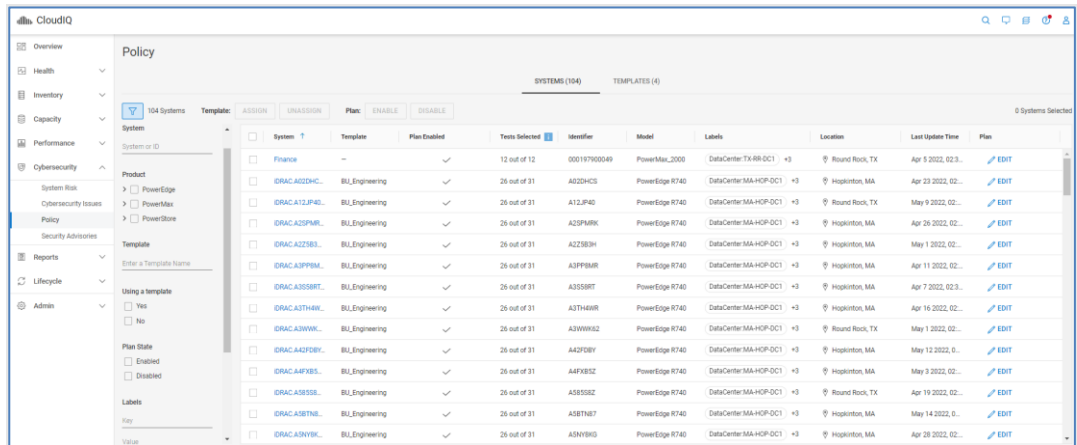 CloudIQ
Overview
Health
Inventory
Capacity
Performance
Cybersecurity
System Risk
Cybersecurity Issues
Policy
Security Advisories
Reports
Lifecycle
Admin
Policy
SYSTEMS (104) TEMPLATES (4)
104 Systems Template: ASSIGN UNASSIGN Plan: ENABLE DISABLE 0 Systems Selected
System
System or ID
Product
PowerEdge
PowerMax
PowerStore
Template
Enter a Template Name
Using a template
Yes
No
Plan State
Enabled
Disabled
Labels
Key
Value
System Template Plan Enabled Tests Selected Identifier Model Labels Location Last Update Time Plan
Finance – 12 out of 12 000197900049 PowerMax_2000 DataCenter:TX-RR-DC1 +3 Round Rock, TX Apr 5 2022, 02:3... EDIT
IDRAC.A02DHC... BU_Engineering 26 out of 31 A02DHCS PowerEdge R740 DataCenter:MA-HOP-DC1 +3 Hopkinton, MA Apr 23 2022, 02:... EDIT
IDRAC.A12JP40... BU_Engineering 26 out of 31 A12JP40 PowerEdge R740 DataCenter:MA-HOP-DC1 +3 Round Rock, TX May 9 2022, 02:... EDIT
IDRAC.A2SPMR... BU_Engineering 26 out of 31 A2SPMRK PowerEdge R740 DataCenter:MA-HOP-DC1 +3 Hopkinton, MA Apr 26 2022, 02:... EDIT
IDRAC.A2ZSB3... BU_Engineering 26 out of 31 A2ZSB3H PowerEdge R740 DataCenter:MA-HOP-DC1 +3 Hopkinton, MA May 1 2022, 02:... EDIT
IDRAC.A3PP8M... BU_Engineering 26 out of 31 A3PP8MR PowerEdge R740 DataCenter:MA-HOP-DC1 +3 Hopkinton, MA Apr 11 2022, 02:... EDIT
IDRAC.A3S58RT... BU_Engineering 26 out of 31 A3S58RT PowerEdge R740 DataCenter:MA-HOP-DC1 +3 Hopkinton, MA Apr 7 2022, 02:3... EDIT
IDRAC.A3TH4W... BU_Engineering 26 out of 31 A3TH4WR PowerEdge R740 DataCenter:MA-HOP-DC1 +3 Hopkinton, MA Apr 16 2022, 02:... EDIT
IDRAC.A3WWK... BU_Engineering 26 out of 31 A3WWK62 PowerEdge R740 DataCenter:MA-HOP-DC1 +3 Round Rock, TX May 1 2022, 02:... EDIT
IDRAC.A42FDBY... BU_Engineering 26 out of 31 A42FDBY PowerEdge R740 DataCenter:MA-HOP-DC1 +3 Hopkinton, MA May 12 2022, 0... EDIT
IDRAC.A4FXB5... BU_Engineering 26 out of 31 A4FXB5Z PowerEdge R740 DataCenter:MA-HOP-DC1 +3 Hopkinton, MA May 3 2022, 02:... EDIT
IDRAC.A585S8... BU_Engineering 26 out of 31 A585S8Z PowerEdge R740 DataCenter:MA-HOP-DC1 +3 Round Rock, TX Apr 19 2022, 02:... EDIT
IDRAC.A5BTN8... BU_Engineering 26 out of 31 A5BTN87 PowerEdge R740 DataCenter:MA-HOP-DC1 +3 Hopkinton, MA May 14 2022, 0... EDIT
IDRAC.A5NY8K... BU_Engineering 26 out of 31 A5NY8KG PowerEdge R740 DataCenter:MA-HOP-DC1 +3 Hopkinton, MA Apr 28 2022, 02:... EDIT